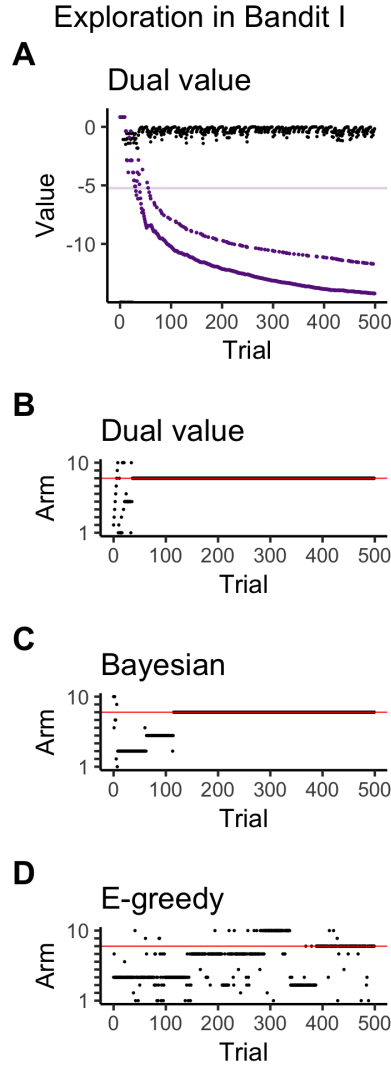 Exploration in Bandit I
A
Dual value
Value
0
-5
-10
0 100 200 300 400 500
Trial
B
Dual value
Arm
10
1
0 100 200 300 400 500
Trial
C
Bayesian
Arm
10
1
0 100 200 300 400 500
Trial
D
E-greedy
Arm
10
1
0 100 200 300 400 500
Trial